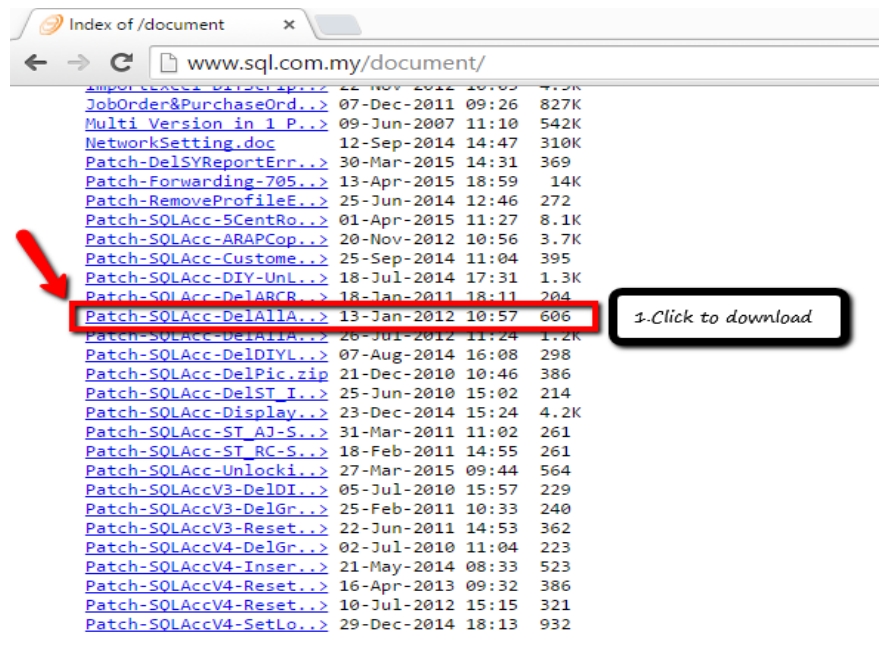 Index of /document
www.sql.com.my/document/
ImportExcel-DIYScrip..> 22-Nov-2012 10:05 4.9K
JobOrder&PurchaseOrd..> 07-Dec-2011 09:26 827K
Multi Version in 1 P..> 09-Jun-2007 11:10 542K
NetworkSetting.doc 12-Sep-2014 14:47 310K
Patch-DelSYReportErr..> 30-Mar-2015 14:31 369
Patch-Forwarding-705..> 13-Apr-2015 18:59 14K
Patch-RemoveProfileE..> 25-Jun-2014 12:46 272
Patch-SQLAcc-5CentRo..> 01-Apr-2015 11:27 8.1K
Patch-SQLAcc-ARAPCop..> 20-Nov-2012 10:56 3.7K
Patch-SQLAcc-Custome..> 25-Sep-2014 11:04 395
Patch-SQLAcc-DIY-UnL..> 18-Jul-2014 17:31 1.3K
Patch-SQLAcc-DelARCR..> 18-Jan-2011 18:11 204
Patch-SQLAcc-DelAllA..> 13-Jan-2012 10:57 606
1.Click to download
Patch-SQLAcc-DelAllA..> 26-Jul-2012 11:24 1.2K
Patch-SQLAcc-DelDIYL..> 07-Aug-2014 16:08 298
Patch-SQLAcc-DelPic.zip 21-Dec-2010 10:46 386
Patch-SQLAcc-DelST_I..> 25-Jun-2010 15:02 214
Patch-SQLAcc-Display..> 23-Dec-2014 15:24 4.2K
Patch-SQLAcc-ST_AJ-S..> 31-Mar-2011 11:02 261
Patch-SQLAcc-ST_RC-S..> 18-Feb-2011 14:55 261
Patch-SQLAcc-Unlocki..> 27-Mar-2015 09:44 564
Patch-SQLAccV3-DelDI..> 05-Jul-2010 15:57 229
Patch-SQLAccV3-DelGr..> 25-Feb-2011 10:33 240
Patch-SQLAccV3-Reset..> 22-Jun-2011 14:53 362
Patch-SQLAccV4-DelGr..> 02-Jul-2010 11:04 223
Patch-SQLAccV4-Inser..> 21-May-2014 08:33 523
Patch-SQLAccV4-Reset..> 16-Apr-2013 09:32 386
Patch-SQLAccV4-Reset..> 10-Jul-2012 15:15 321
Patch-SQLAccV4-SetLo..> 29-Dec-2014 18:13 932